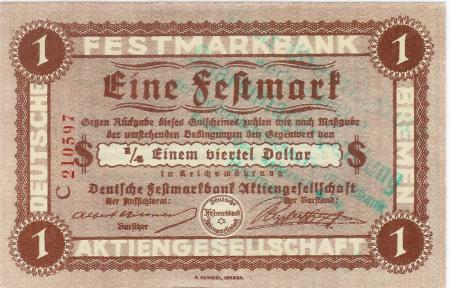 1 FESTMARKBANK 1
DEUTSCHE
BREMEN
Eine Festmark
Gegen Rückgabe dieses Gutscheines zahlen wir nach Maßgabe
der umstehenden Bedingungen den Gegenwert von
$ 1/4 Einem viertel Dollar $
in Reichswährung
Deutsche Festmarkbank Aktiengesellschaft
Der Aufsichtsrat:
Der Vorstand:
C 210597
Deutsche
Festmarkbank
Vorsitzer
1 AKTIENGESELLSCHAFT 1